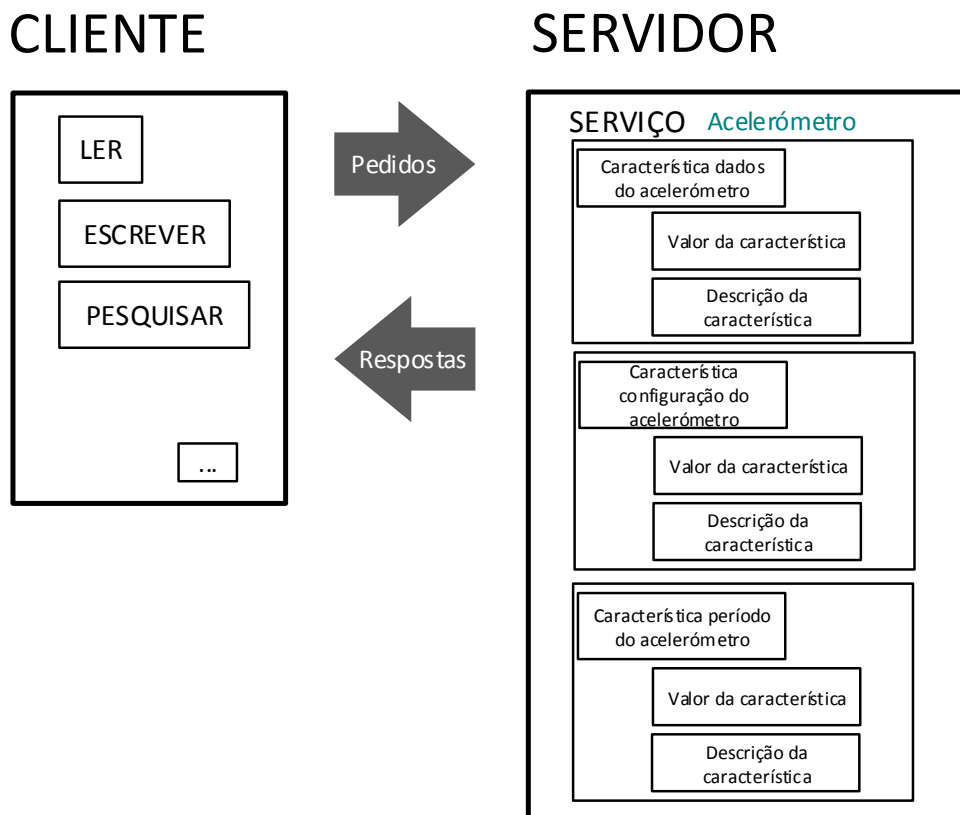 CLIENTE
LER
ESCREVER
PESQUISAR
...
Pedidos
Respostas
SERVIDOR
SERVIÇO Acelerómetro
Característica dados
do acelerómetro
Valor da característica
Descrição da
característica
Característica
configuração do
acelerómetro
Valor da característica
Descrição da
característica
Característica período
do acelerómetro
Valor da característica
Descrição da
característica